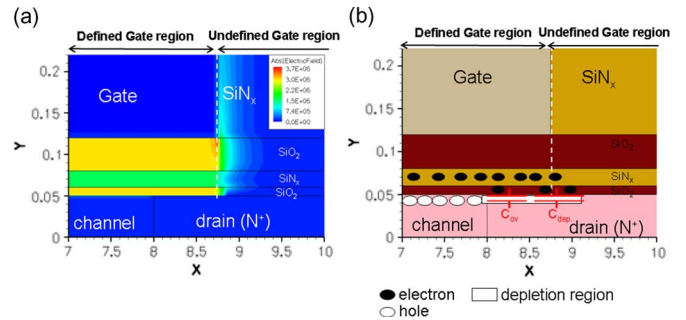 (a)
Defined Gate region
Undefined Gate region
Abs(ElectricField)
3.7E+06
3.0E+06
2.2E+06
1.4E+06
7.4E+05
0.0E+00
Gate
SiNx
SiO2
SiNx
SiO2
channel
drain (N+)
Y
0.2
0.15
0.1
0.05
0
7
7.5
8
8.5
9
9.5
10
X
(b)
Defined Gate region
Undefined Gate region
Gate
SiNx
SiO2
SiNx
SiO2
Cov
Cdep.
channel
drain (N+)
Y
0.2
0.15
0.1
0.05
0
7
7.5
8
8.5
9
9.5
10
X
electron
depletion region
hole